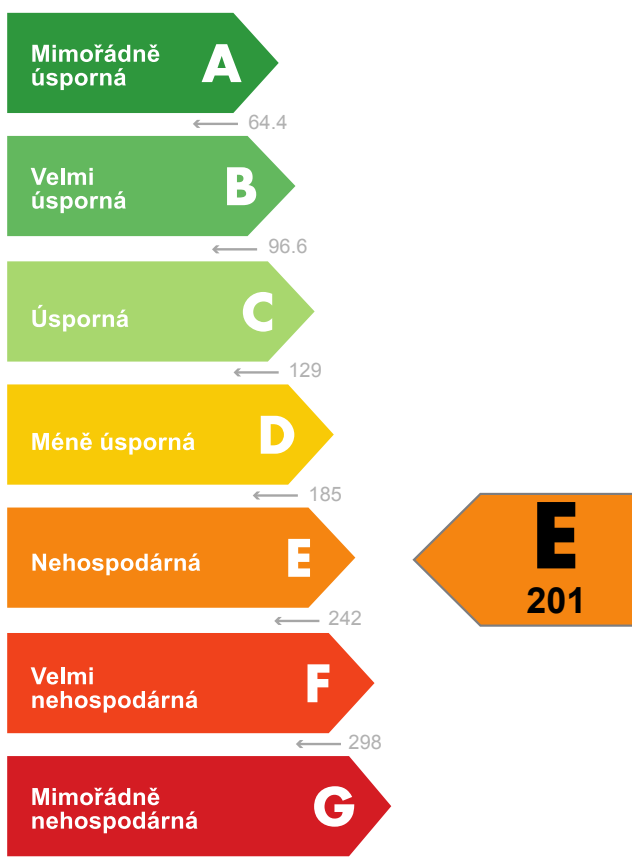 Mimořádně
úsporná
A
64.4
Velmi
úsporná
B
96.6
Úsporná
C
129
Méně úsporná
D
185
Nehospodárná
E
E
201
242
Velmi
nehospodárná
F
298
Mimořádně
nehospodárná
G